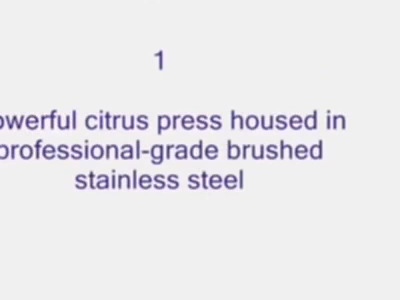 1
owerful citrus press housed in
professional-grade brushed
stainless steel